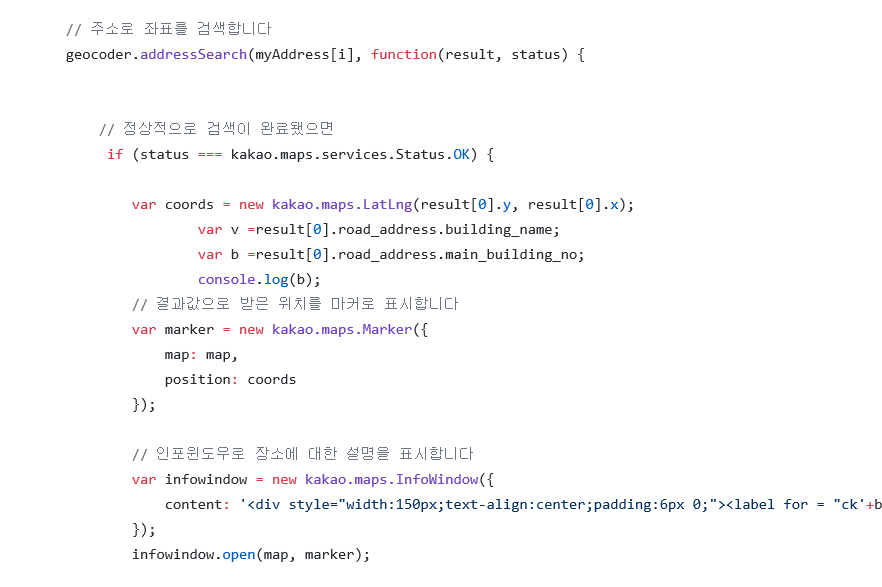 // 주소로 좌표를 검색합니다
geocoder.addressSearch(myAddress[i], function(result, status) {
// 정상적으로 검색이 완료됐으면
if (status === kakao.maps.services.Status.OK) {
var coords = new kakao.maps.LatLng(result[0].y, result[0].x);
var v =result[0].road_address.building_name;
var b =result[0].road_address.main_building_no;
console.log(b);
// 결과값으로 받은 위치를 마커로 표시합니다
var marker = new kakao.maps.Marker({
map: map,
position: coords
});
// 인포윈도우로 장소에 대한 설명을 표시합니다
var infowindow = new kakao.maps.InfoWindow({
content: '<div style="width:150px;text-align:center;padding:6px 0;"><label for = "ck'+b
});
infowindow.open(map, marker);